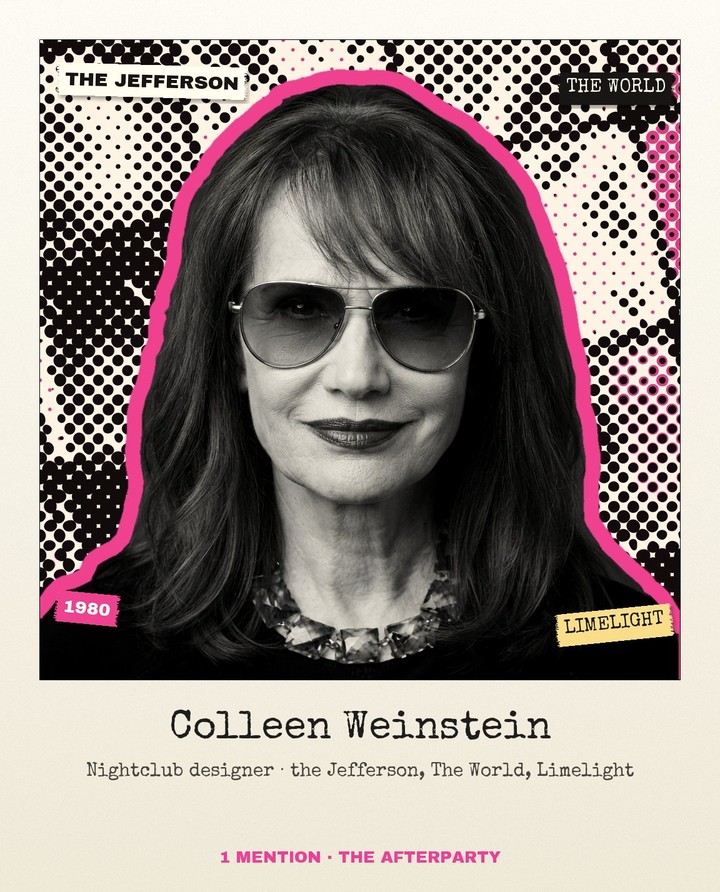 THE JEFFERSON
THE WORLD
1980
LIMELIGHT
Colleen Weinstein
Nightclub designer · the Jefferson, The World, Limelight
1 MENTION · THE AFTERPARTY